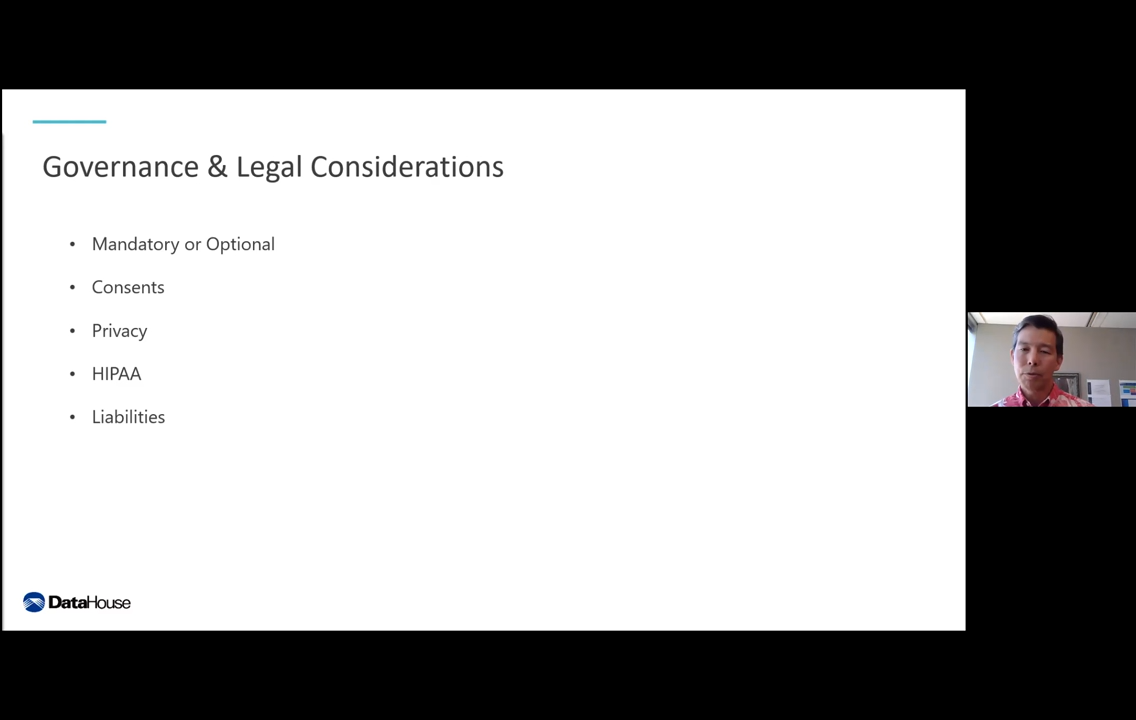 Governance & Legal Considerations
• Mandatory or Optional
• Consents
• Privacy
• HIPAA
• Liabilities
DataHouse